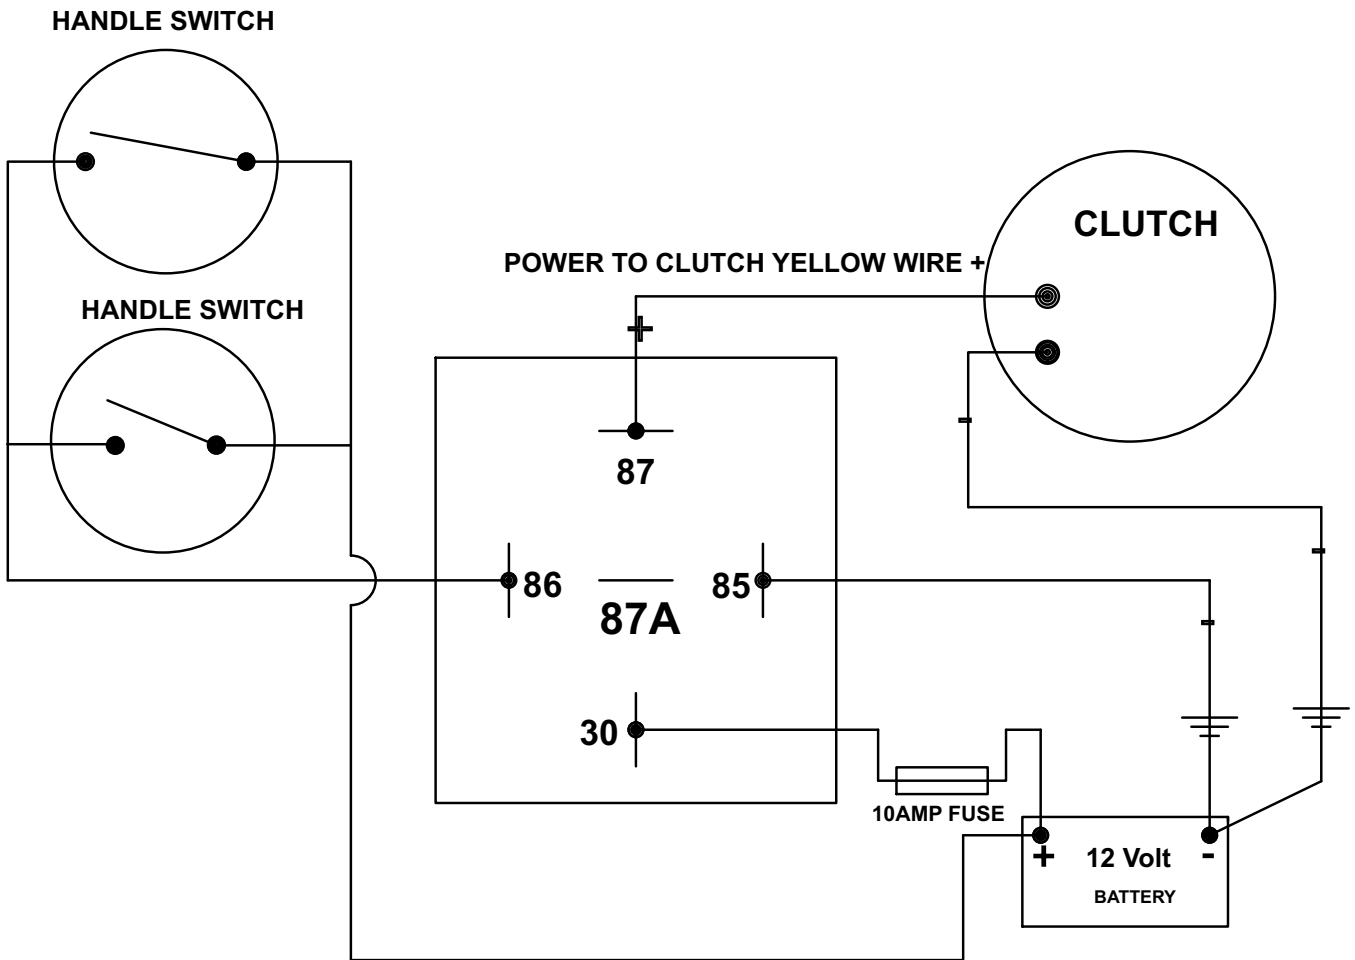 HANDLE SWITCH
CLUTCH
POWER TO CLUTCH YELLOW WIRE +
HANDLE SWITCH
+
-
87
-
86
87A
85
-
30
10AMP FUSE
+ 12 Volt -
BATTERY